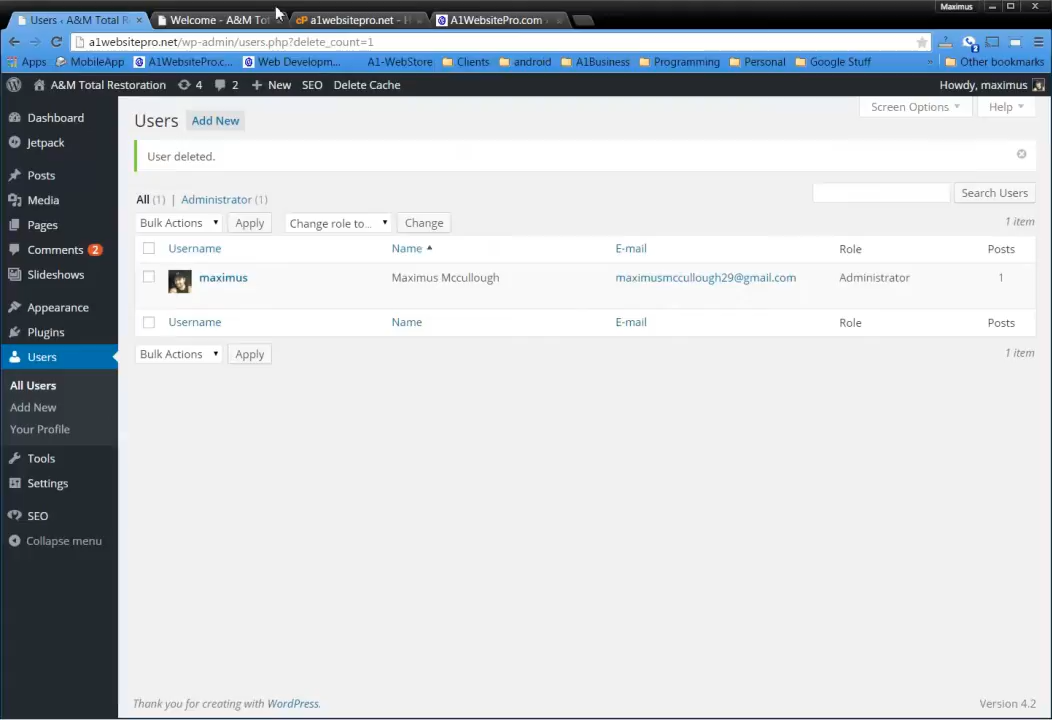 Maximus
Users ‹ A&M Total R
Welcome - A&M Tot
cP a1websitepro.net - H
A1WebsitePro.com
a1websitepro.net/wp-admin/users.php?delete_count=1
2
Apps MobileApp A1WebsitePro.c... Web Developm... A1-WebStore Clients android A1Business Programming Personal Google Stuff » Other bookmarks
A&M Total Restoration 4 2 + New SEO Delete Cache Howdy, maximus
Dashboard
Jetpack
Posts
Media
Pages
Comments 2
Slideshows
Appearance
Plugins
Users
All Users
Add New
Your Profile
Tools
Settings
SEO
Collapse menu
Screen Options Help
Users Add New
User deleted.
All (1) | Administrator (1)
Search Users
Bulk Actions Apply Change role to... Change 1 item
Username Name E-mail Role Posts
maximus Maximus Mccullough maximusmccullough29@gmail.com Administrator 1
Username Name E-mail Role Posts
Bulk Actions Apply 1 item
Thank you for creating with WordPress. Version 4.2